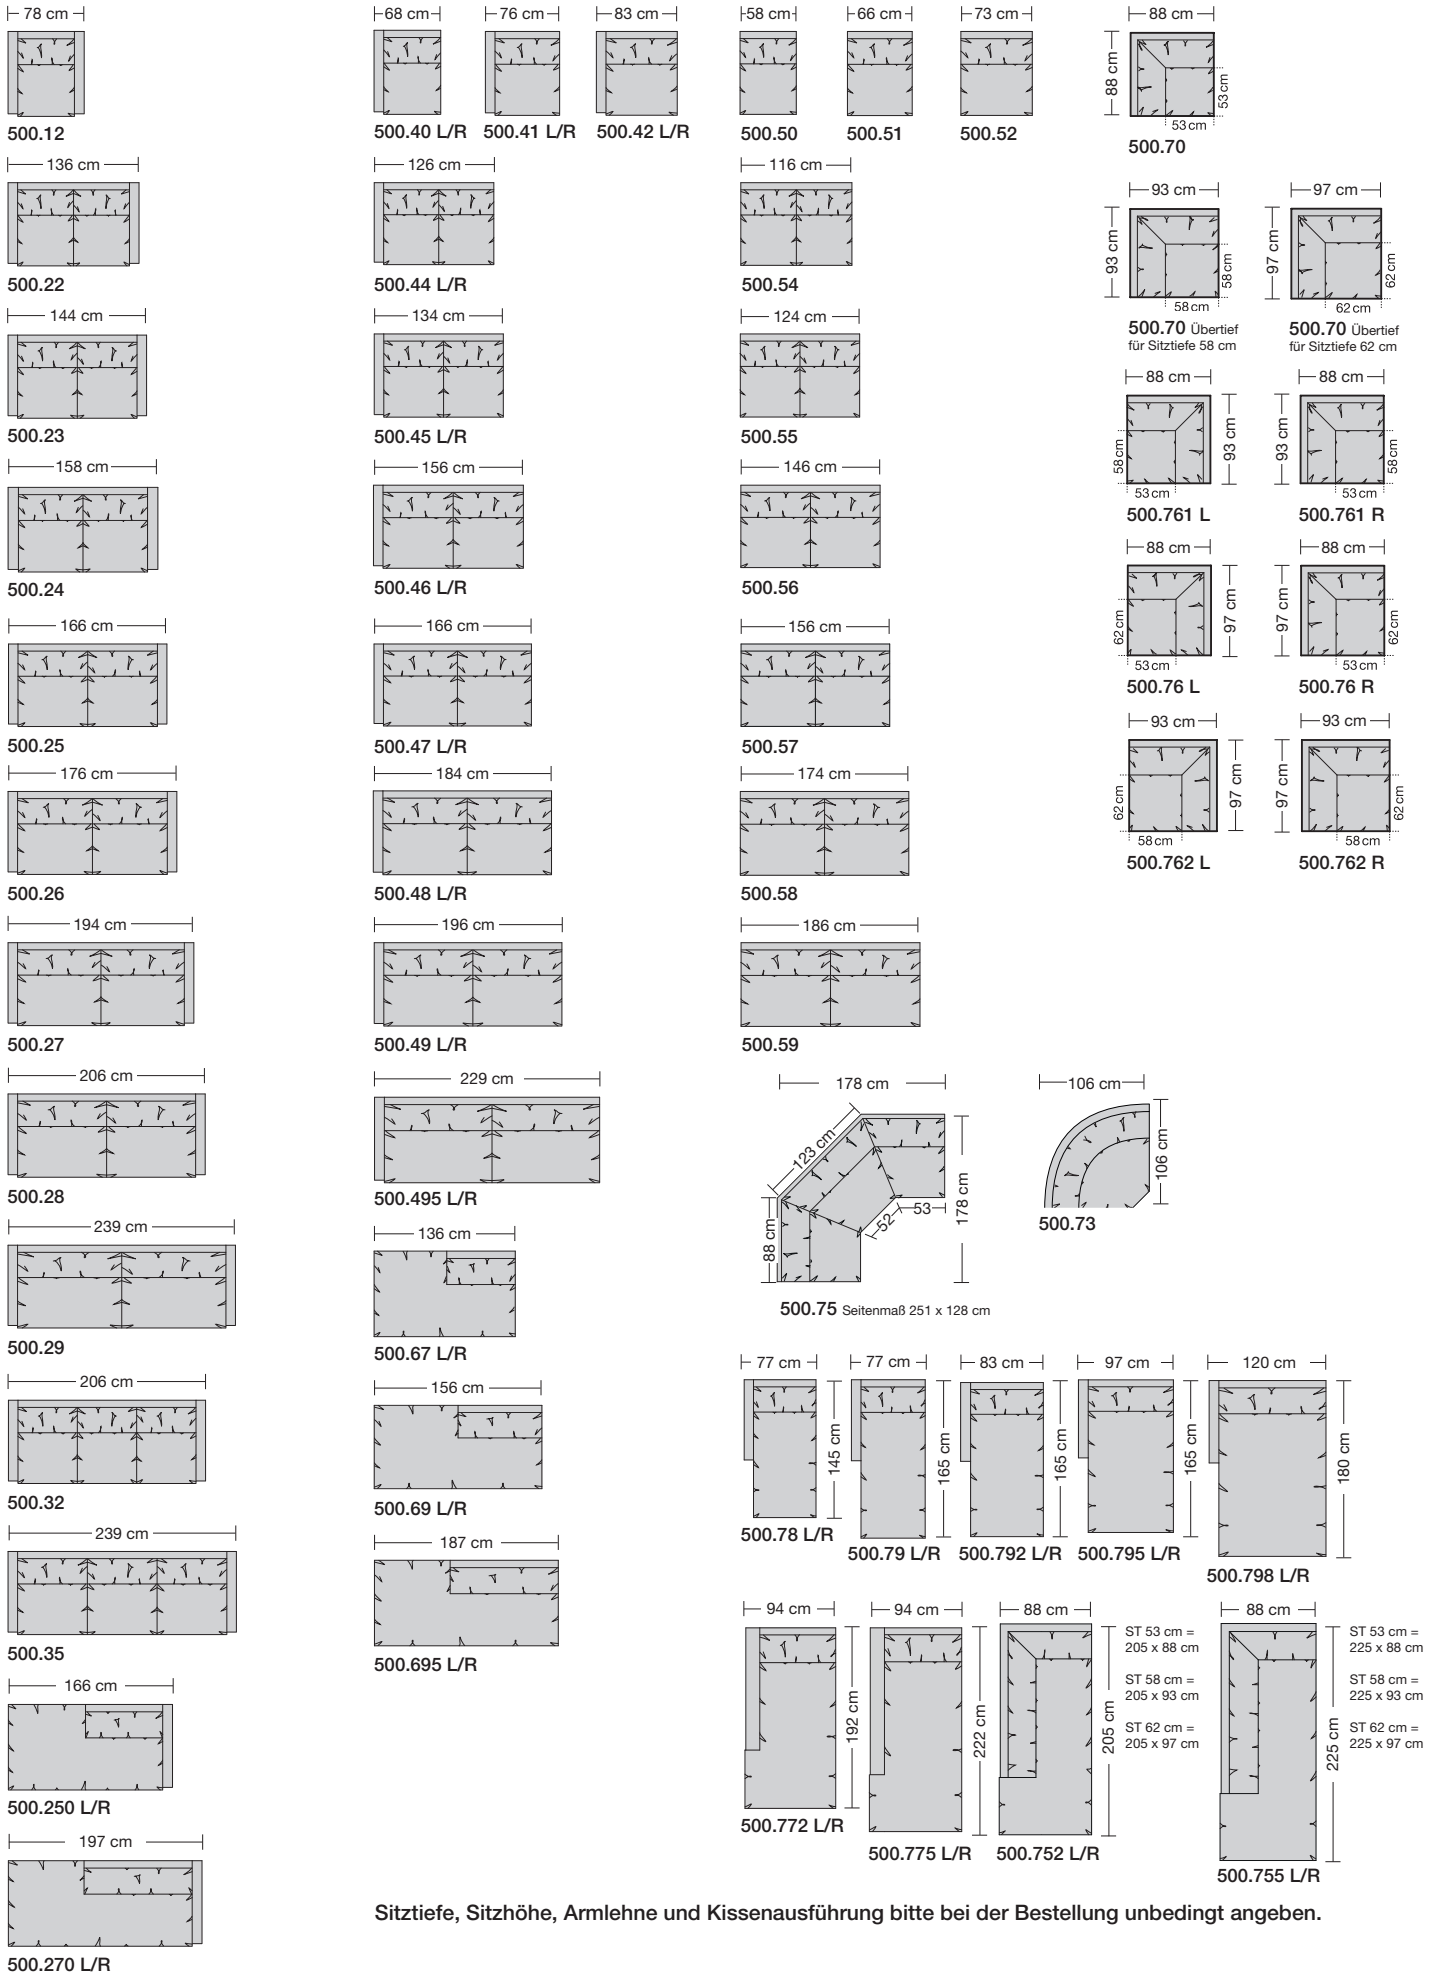 78 cm
68 cm
76 cm
83 cm
58 cm
66 cm
73 cm
88 cm
88 cm
53 cm
53 cm
500.12
500.40 L/R
500.41 L/R
500.42 L/R
500.50
500.51
500.52
500.70
136 cm
126 cm
116 cm
93 cm
97 cm
93 cm
58 cm
97 cm
62 cm
58 cm
62 cm
500.22
500.44 L/R
500.54
500.70 Übertief
für Sitztiefe 58 cm
500.70 Übertief
für Sitztiefe 62 cm
144 cm
134 cm
124 cm
88 cm
88 cm
58 cm
93 cm
93 cm
58 cm
53 cm
53 cm
500.23
500.45 L/R
500.55
500.761 L
500.761 R
158 cm
156 cm
146 cm
88 cm
88 cm
62 cm
97 cm
97 cm
62 cm
53 cm
53 cm
500.24
500.46 L/R
500.56
500.76 L
500.76 R
166 cm
166 cm
156 cm
93 cm
93 cm
62 cm
97 cm
97 cm
62 cm
58 cm
58 cm
500.25
500.47 L/R
500.57
500.762 L
500.762 R
176 cm
184 cm
174 cm
500.26
500.48 L/R
500.58
194 cm
196 cm
186 cm
500.27
500.49 L/R
500.59
206 cm
229 cm
178 cm
106 cm
123 cm
88 cm
52
53
178 cm
106 cm
500.28
500.495 L/R
500.73
239 cm
136 cm
500.75 Seitenmaß 251 x 128 cm
500.29
500.67 L/R
206 cm
156 cm
77 cm
77 cm
83 cm
97 cm
120 cm
145 cm
165 cm
165 cm
165 cm
180 cm
500.32
500.69 L/R
500.78 L/R
500.79 L/R
500.792 L/R
500.795 L/R
500.798 L/R
239 cm
187 cm
500.35
500.695 L/R
94 cm
94 cm
88 cm
88 cm
192 cm
222 cm
205 cm
ST 53 cm =
205 x 88 cm
ST 58 cm =
205 x 93 cm
ST 62 cm =
205 x 97 cm
225 cm
ST 53 cm =
225 x 88 cm
ST 58 cm =
225 x 93 cm
ST 62 cm =
225 x 97 cm
166 cm
500.250 L/R
500.772 L/R
500.775 L/R
500.752 L/R
500.755 L/R
197 cm
500.270 L/R
Sitztiefe, Sitzhöhe, Armlehne und Kissenausführung bitte bei der Bestellung unbedingt angeben.